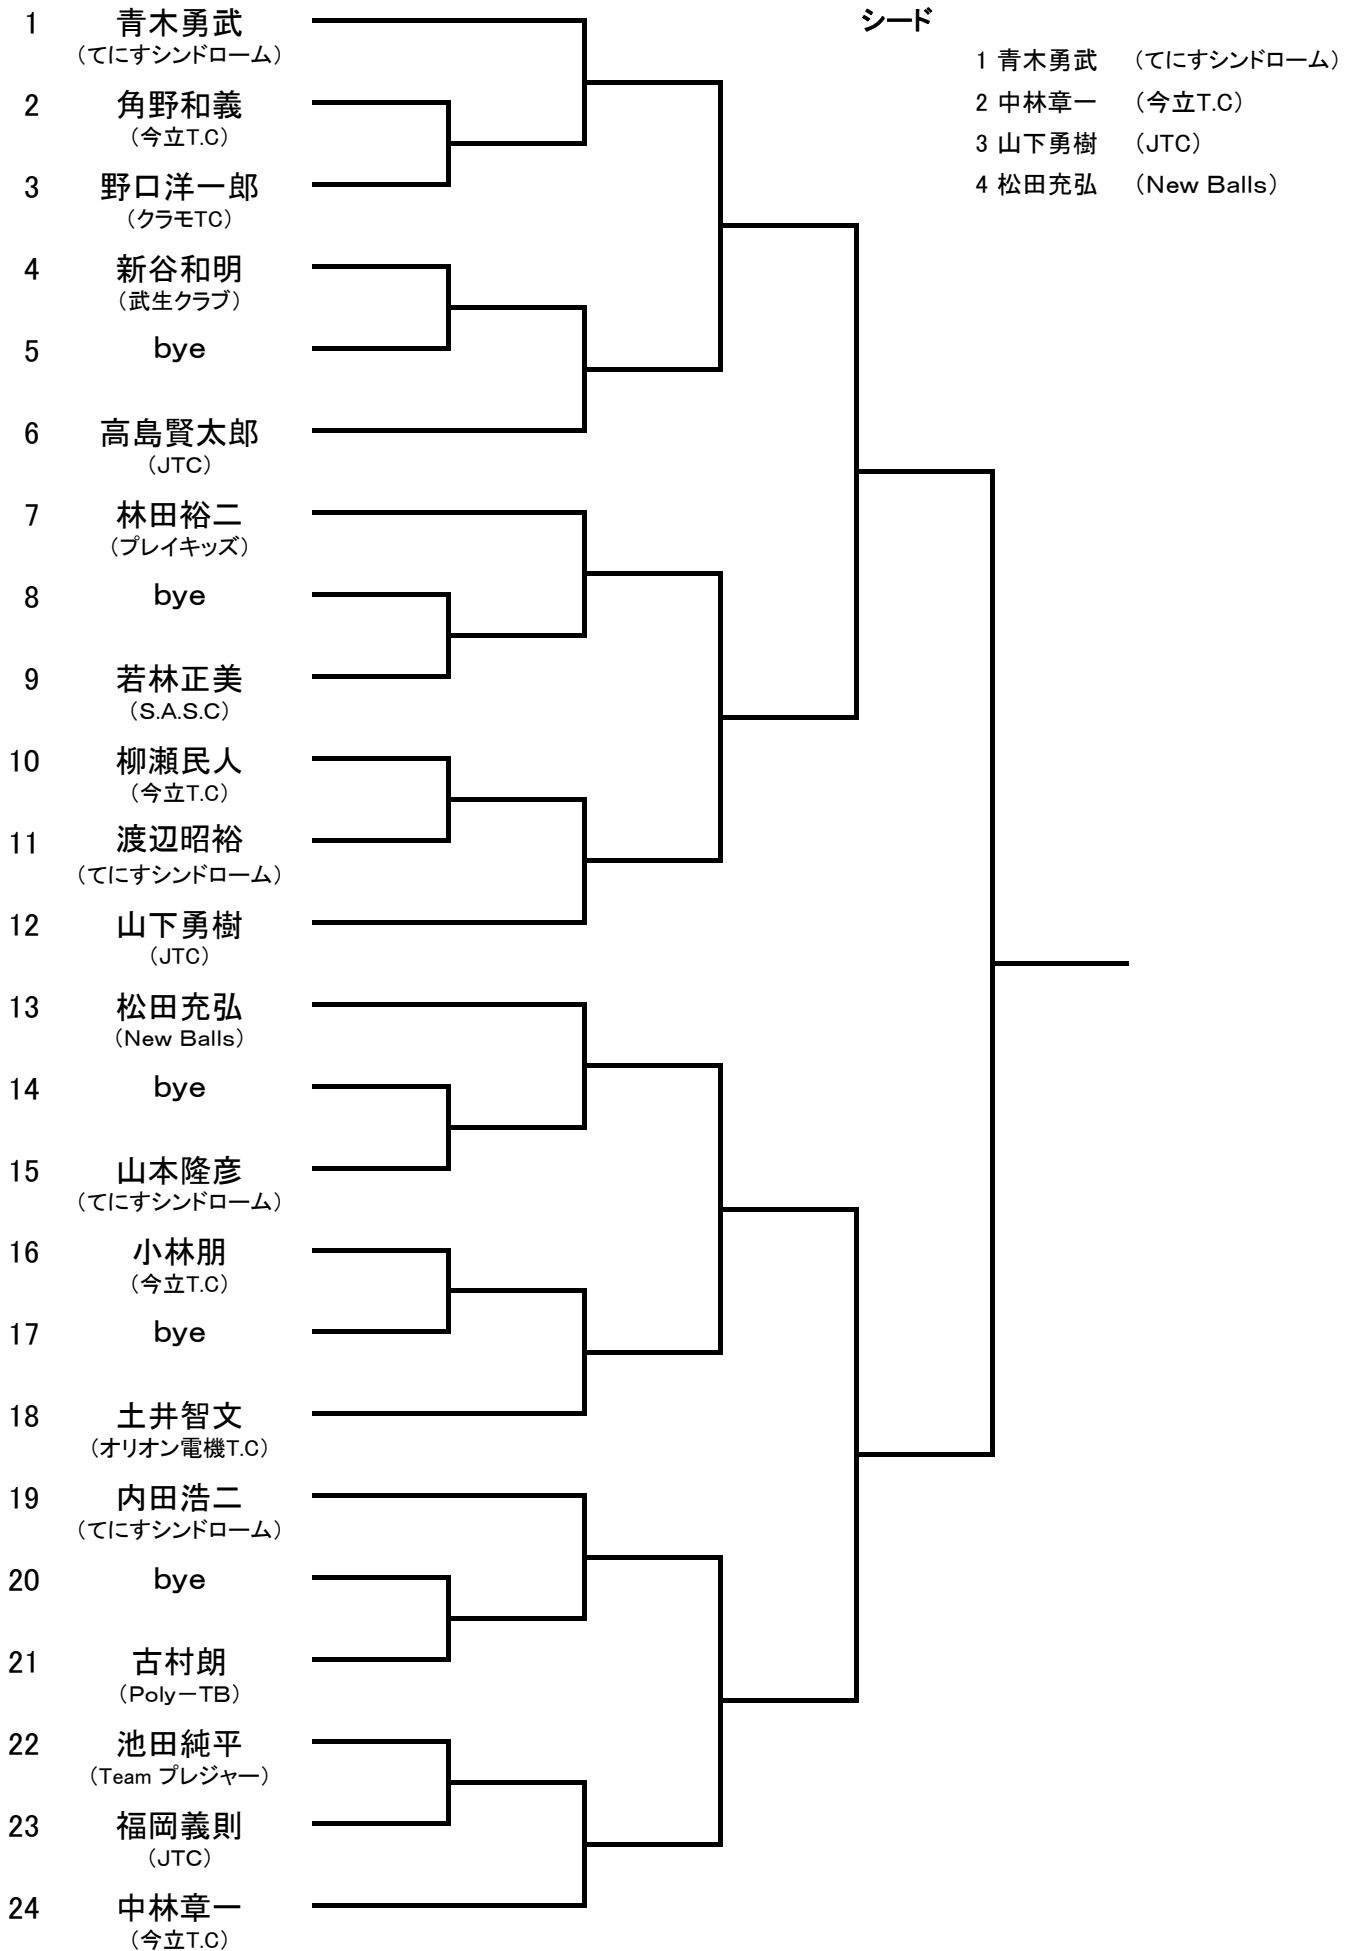 1 青木勇武
（てにすシンドローム）
2 角野和義
（今立T.C）
3 野口洋一郎
（クラモTC）
4 新谷和明
（武生クラブ）
5 bye
6 高島賢太郎
（JTC）
7 林田裕二
（プレイキッズ）
8 bye
9 若林正美
（S.A.S.C）
10 柳瀬民人
（今立T.C）
11 渡辺昭裕
（てにすシンドローム）
12 山下勇樹
（JTC）
13 松田充弘
（New Balls）
14 bye
15 山本隆彦
（てにすシンドローム）
16 小林朋
（今立T.C）
17 bye
18 土井智文
（オリオン電機T.C）
19 内田浩二
（てにすシンドローム）
20 bye
21 古村朗
（Poly－TB）
22 池田純平
（Team プレジャー）
23 福岡義則
（JTC）
24 中林章一
（今立T.C）
シード
1 青木勇武 （てにすシンドローム）
2 中林章一 （今立T.C）
3 山下勇樹 （JTC）
4 松田充弘 （New Balls）